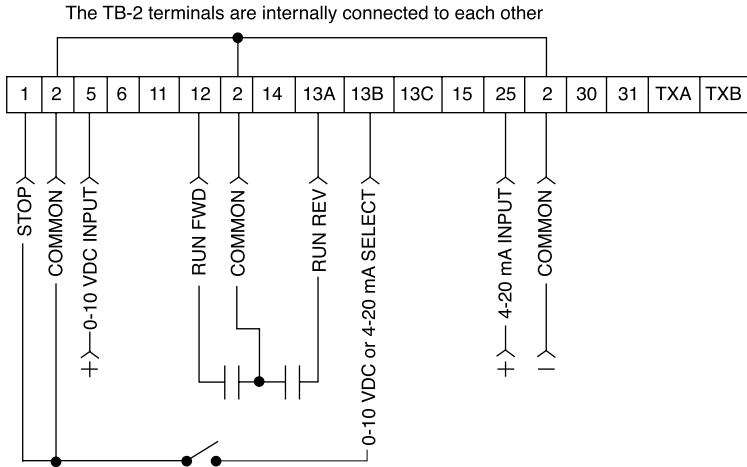 The TB-2 terminals are internally connected to each other
1 2 5 6 11 12 2 14 13A 13B 13C 15 25 2 30 31 TXA TXB
STOP
COMMON
0-10 VDC INPUT
+
RUN FWD
COMMON
RUN REV
0-10 VDC or 4-20 mA SELECT
4-20 mA INPUT
+
COMMON
–